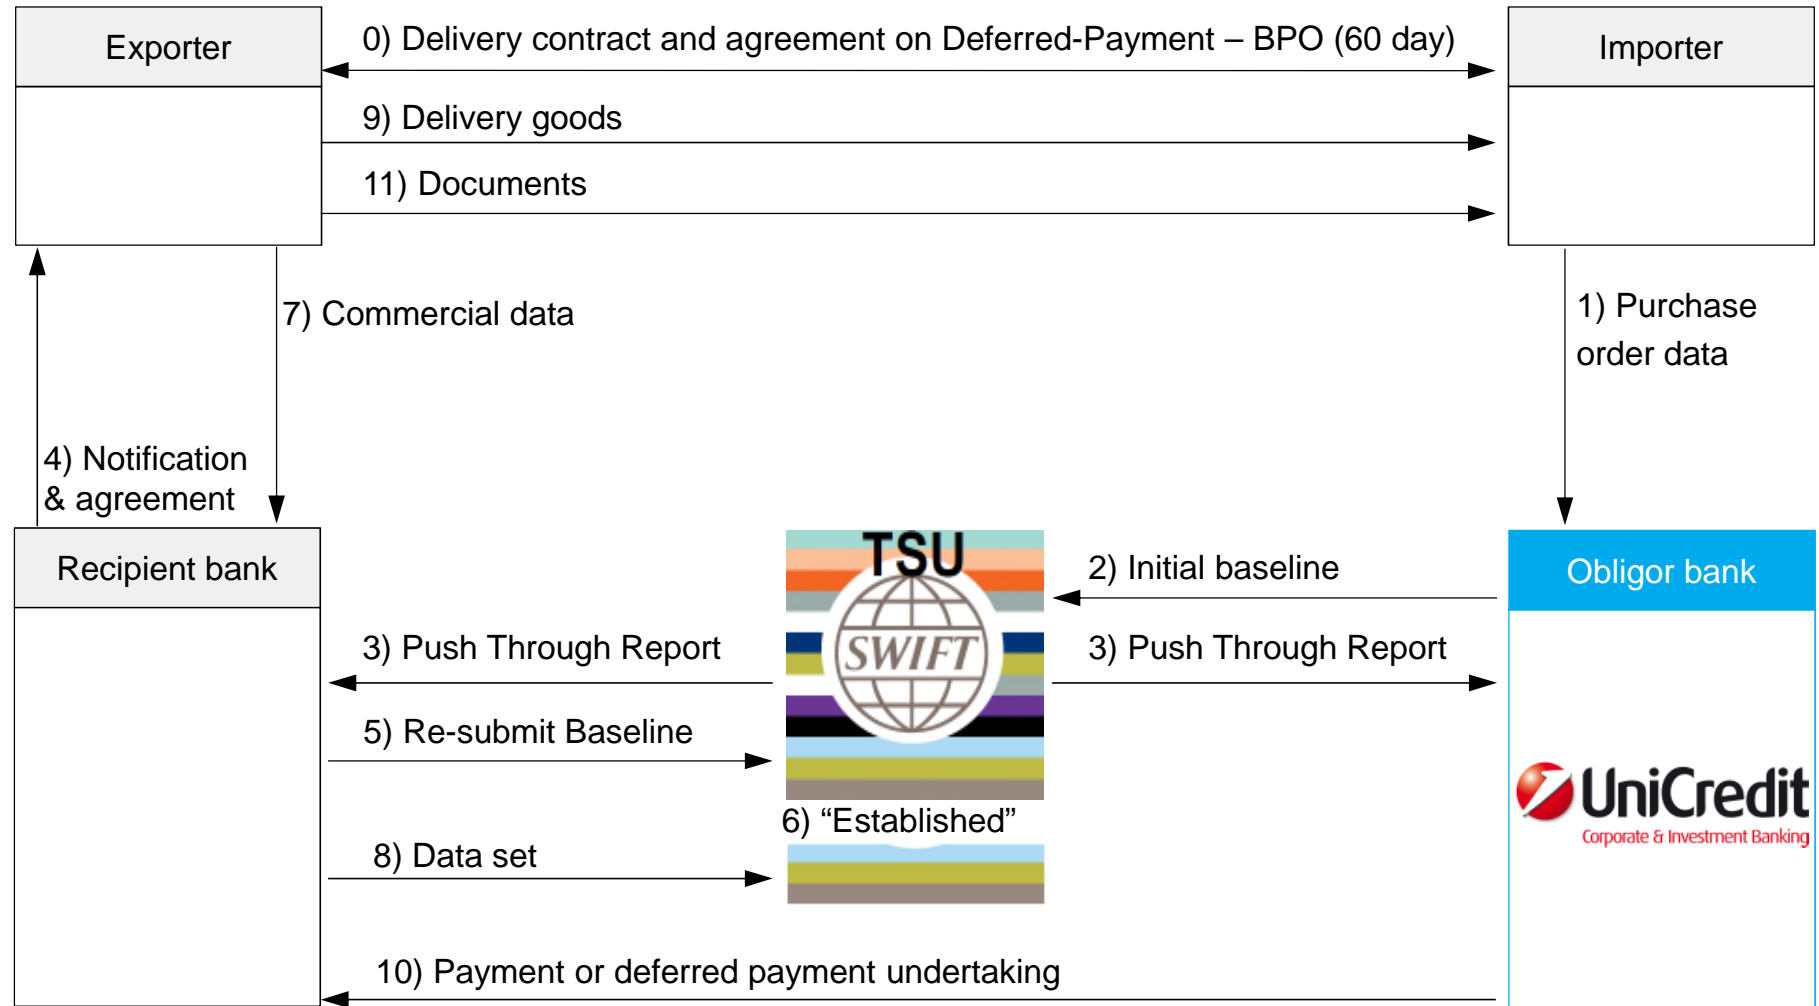 Exporter
0) Delivery contract and agreement on Deferred-Payment – BPO (60 day)
Importer
9) Delivery goods
11) Documents
7) Commercial data
1) Purchase
order data
4) Notification
& agreement
Recipient bank
TSU
SWIFT
2) Initial baseline
Obligor bank
3) Push Through Report
3) Push Through Report
5) Re-submit Baseline
6) “Established”
UniCredit
Corporate & Investment Banking
8) Data set
10) Payment or deferred payment undertaking